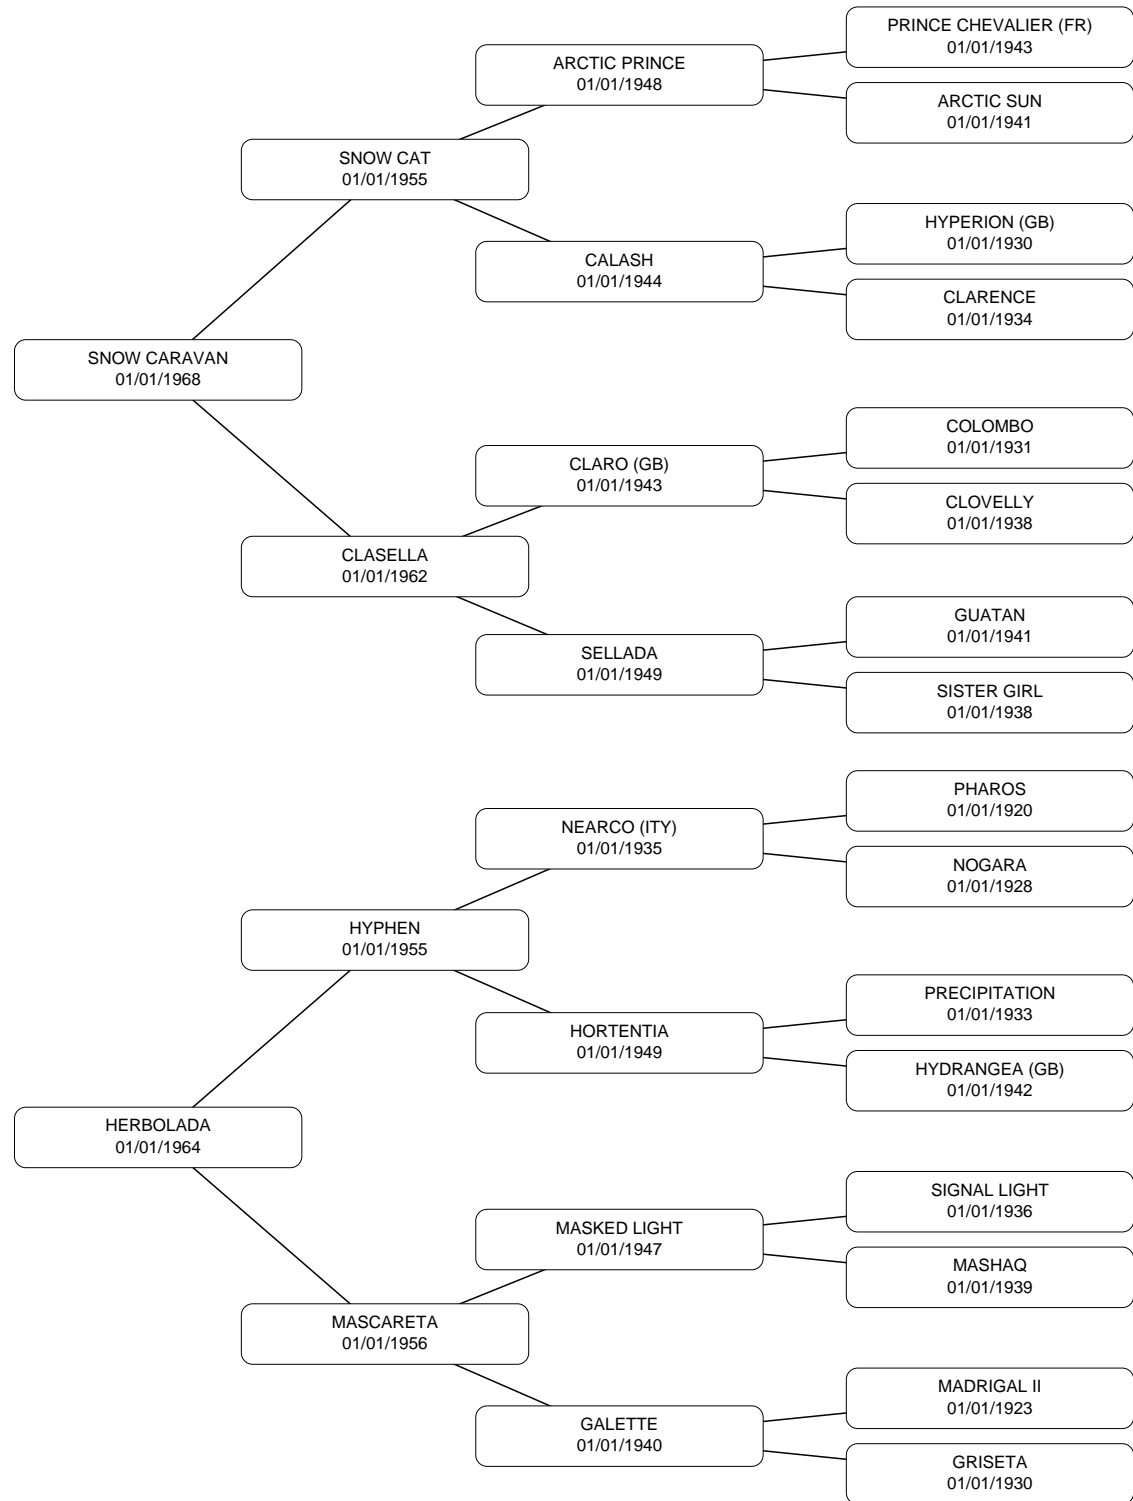 PRINCE CHEVALIER (FR)
01/01/1943
ARCTIC PRINCE
01/01/1948
ARCTIC SUN
01/01/1941
SNOW CAT
01/01/1955
HYPERION (GB)
01/01/1930
CALASH
01/01/1944
CLARENCE
01/01/1934
SNOW CARAVAN
01/01/1968
COLOMBO
01/01/1931
CLARO (GB)
01/01/1943
CLOVELLY
01/01/1938
CLASELLA
01/01/1962
GUATAN
01/01/1941
SELLADA
01/01/1949
SISTER GIRL
01/01/1938
PHAROS
01/01/1920
NEARCO (ITY)
01/01/1935
NOGARA
01/01/1928
HYPHEN
01/01/1955
PRECIPITATION
01/01/1933
HORTENTIA
01/01/1949
HYDRANGEA (GB)
01/01/1942
HERBOLADA
01/01/1964
SIGNAL LIGHT
01/01/1936
MASKED LIGHT
01/01/1947
MASHAQ
01/01/1939
MASCARETA
01/01/1956
MADRIGAL II
01/01/1923
GALETTE
01/01/1940
GRISETA
01/01/1930